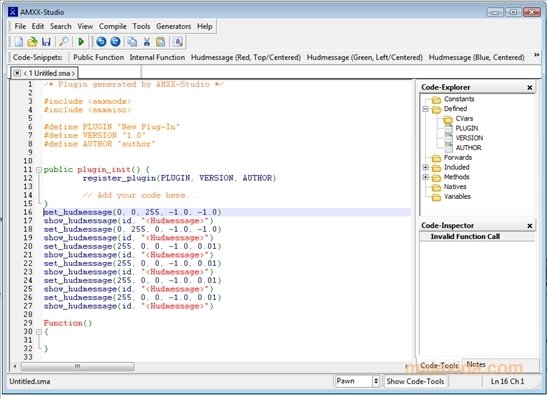 AMXX-Studio
File Edit Search View Compile Tools Generators Help
Code-Snippets: Public Function Internal Function Hudmessage (Red, Top/Centered) Hudmessage (Green, Left/Centered) Hudmessage (Blue, Centered)
< 1 Untitled.sma >
1 /* Plugin generated by AMXX-Studio */
2
3 #include <amxmodx>
4 #include <amxmisc>
5
6 #define PLUGIN "New Plug-In"
7 #define VERSION "1.0"
8 #define AUTHOR "author"
9
10
11 public plugin_init() {
12 register_plugin(PLUGIN, VERSION, AUTHOR)
13
14 // Add your code here...
15 }
16 set_hudmessage(0, 0, 255, -1.0, -1.0)
17 show_hudmessage(id, "<Hudmessage>")
18 set_hudmessage(0, 0, 255, -1.0, -1.0)
19 show_hudmessage(id, "<Hudmessage>")
20 set_hudmessage(255, 0, 0, -1.0, 0.01)
21 show_hudmessage(id, "<Hudmessage>")
22 set_hudmessage(255, 0, 0, -1.0, 0.01)
23 show_hudmessage(id, "<Hudmessage>")
24 set_hudmessage(255, 0, 0, -1.0, 0.01)
25 show_hudmessage(id, "<Hudmessage>")
26 set_hudmessage(255, 0, 0, -1.0, 0.01)
27 show_hudmessage(id, "<Hudmessage>")
28
29 Function()
30 {
31
32 }
33
Code-Explorer
Constants
Defined
CVars
PLUGIN
VERSION
AUTHOR
Forwards
Included
Methods
Natives
Variables
Code-Inspector
Invalid Function Call
Code-Tools Notes
Untitled.sma Pawn Show Code-Tools Ln 16 Ch 1